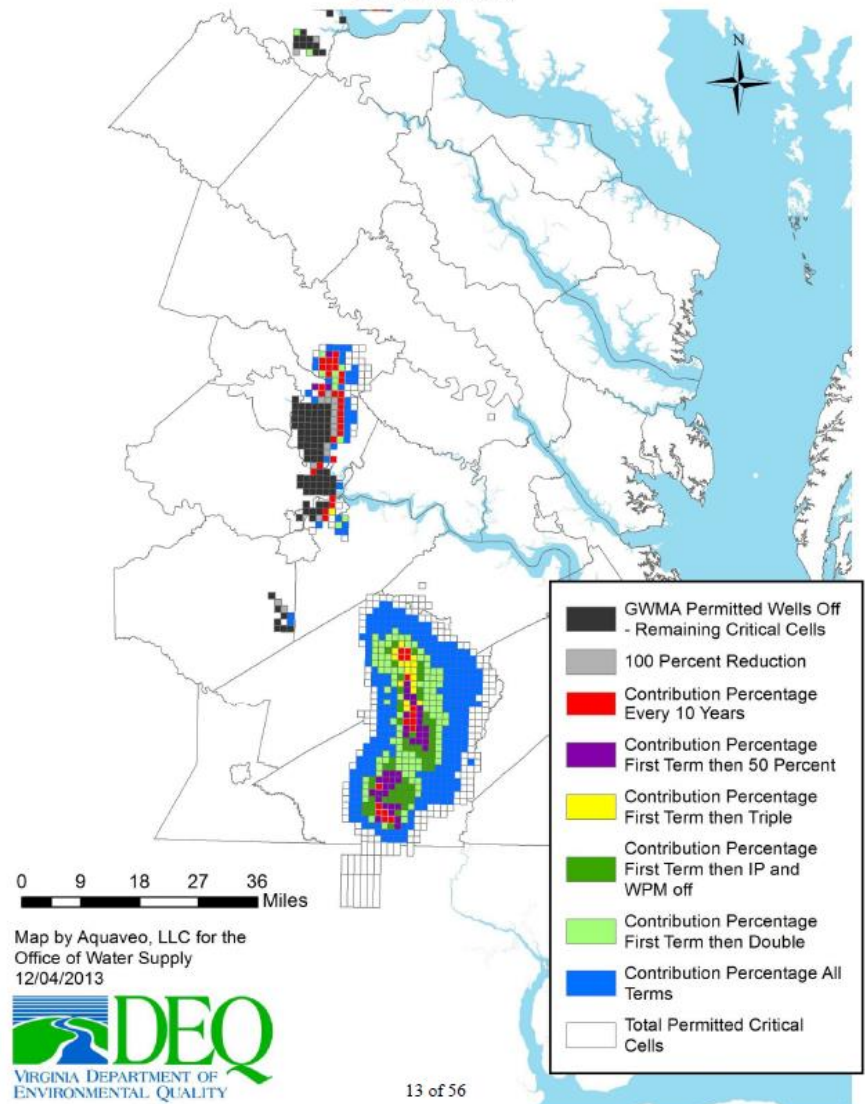 N
GWMA Permitted Wells Off
- Remaining Critical Cells
100 Percent Reduction
Contribution Percentage
Every 10 Years
Contribution Percentage
First Term then 50 Percent
Contribution Percentage
First Term then Triple
Contribution Percentage
First Term then IP and
WPM off
Contribution Percentage
First Term then Double
Contribution Percentage All
Terms
Total Permitted Critical
Cells
0 9 18 27 36
Miles
Map by Aquaveo, LLC for the
Office of Water Supply
12/04/2013
DEQ
VIRGINIA DEPARTMENT OF
ENVIRONMENTAL QUALITY
13 of 56